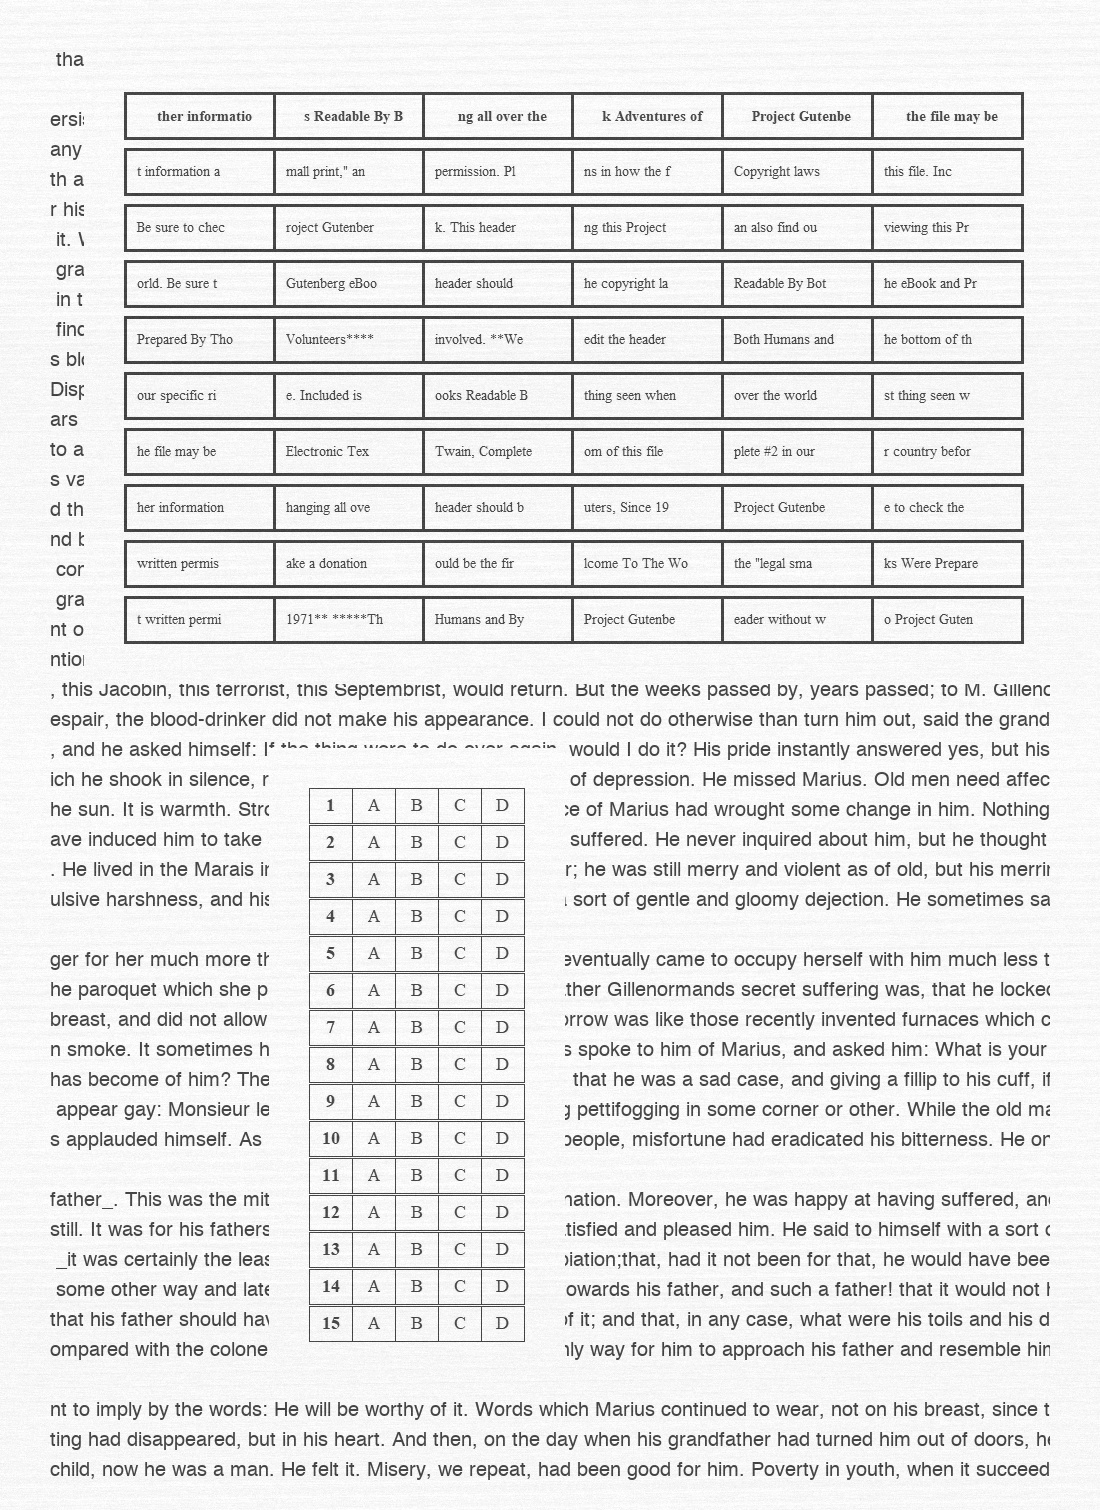 tha
ther informatio s Readable By B ng all over the k Adventures of Project Gutenbe the file may be
t information a mall print," an permission. Pl ns in how the f Copyright laws this file. Inc
Be sure to chec roject Gutenber k. This header ng this Project an also find ou viewing this Pr
orld. Be sure t Gutenberg eBoo header should he copyright la Readable By Bot he eBook and Pr
Prepared By Tho Volunteers**** involved. **We edit the header Both Humans and he bottom of th
our specific ri e. Included is ooks Readable B thing seen when over the world st thing seen w
he file may be Electronic Tex Twain, Complete om of this file plete #2 in our r country befor
her information hanging all ove header should b uters, Since 19 Project Gutenbe e to check the
written permis ake a donation ould be the fir lcome To The Wo the "legal sma ks Were Prepare
t written permi 1971** *****Th Humans and By Project Gutenbe eader without w o Project Guten
ersi
any
th a
r his
it.
gra
in t
find
s blo
Disp
ars
to a
s va
d th
nd b
con
gra
nt o
ntion
, this Jacobin, this terrorist, this Septembrist, would return. But the weeks passed by, years passed; to M. Gilleno
espair, the blood-drinker did not make his appearance. I could not do otherwise than turn him out, said the grand
, and he asked himself: If the thing were to do over again, would I do it? His pride instantly answered yes, but his
ich he shook in silence, r of depression. He missed Marius. Old men need affec
he sun. It is warmth. Stro ce of Marius had wrought some change in him. Nothing
ave induced him to take suffered. He never inquired about him, but he thought
. He lived in the Marais in r; he was still merry and violent as of old, but his merrin
ulsive harshness, and his a sort of gentle and gloomy dejection. He sometimes sa
ger for her much more th eventually came to occupy herself with him much less t
he paroquet which she p ather Gillenormands secret suffering was, that he locked
breast, and did not allow orrow was like those recently invented furnaces which c
n smoke. It sometimes h s spoke to him of Marius, and asked him: What is your
has become of him? The that he was a sad case, and giving a fillip to his cuff, if
appear gay: Monsieur le g pettifogging in some corner or other. While the old ma
s applauded himself. As people, misfortune had eradicated his bitterness. He on
father_. This was the mit nation. Moreover, he was happy at having suffered, and
still. It was for his fathers atisfied and pleased him. He said to himself with a sort o
_it was certainly the leas piation;that, had it not been for that, he would have bee
some other way and late owards his father, and such a father! that it would not h
that his father should hav of it; and that, in any case, what were his toils and his d
ompared with the colone nly way for him to approach his father and resemble him
1 A B C D
2 A B C D
3 A B C D
4 A B C D
5 A B C D
6 A B C D
7 A B C D
8 A B C D
9 A B C D
10 A B C D
11 A B C D
12 A B C D
13 A B C D
14 A B C D
15 A B C D
nt to imply by the words: He will be worthy of it. Words which Marius continued to wear, not on his breast, since t
ting had disappeared, but in his heart. And then, on the day when his grandfather had turned him out of doors, he
child, now he was a man. He felt it. Misery, we repeat, had been good for him. Poverty in youth, when it succeed